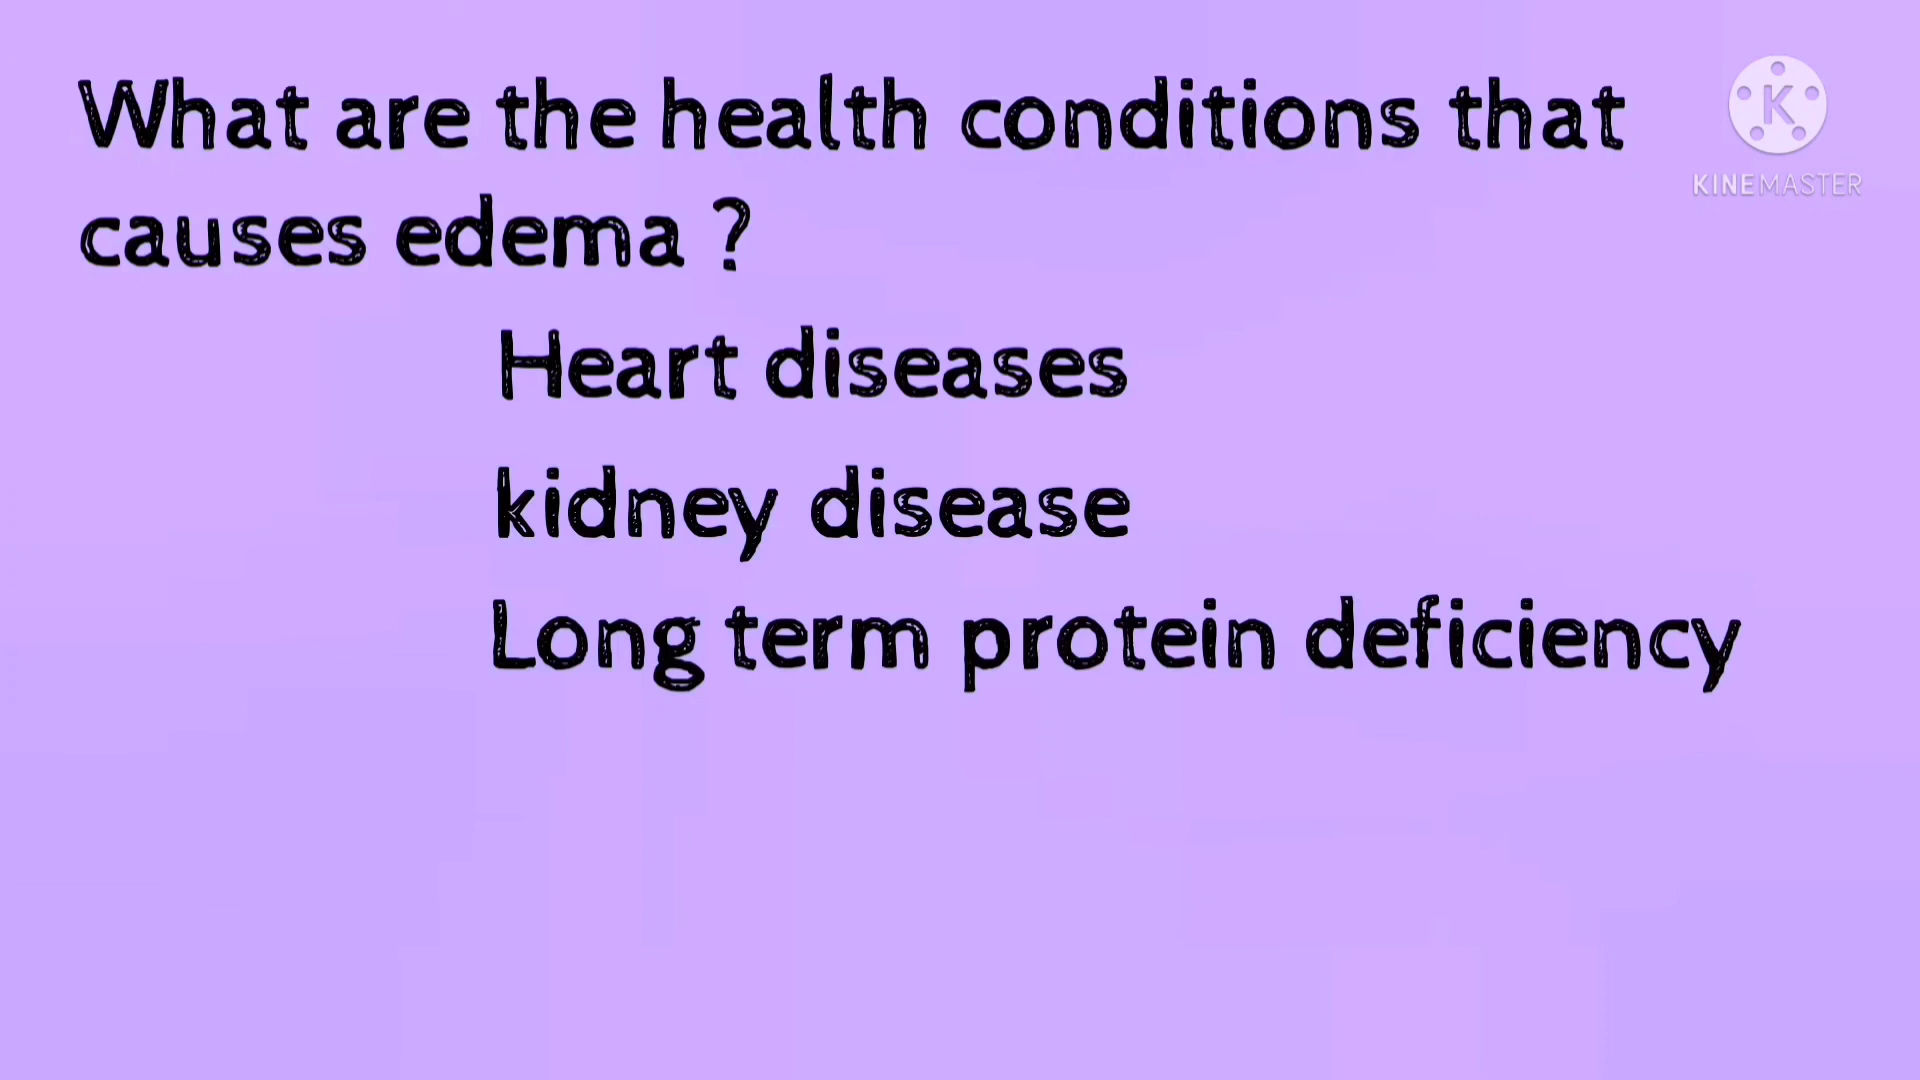 What are the health conditions that
causes edema ?
Heart diseases
kidney disease
Long term protein deficiency
K
KINEMASTER